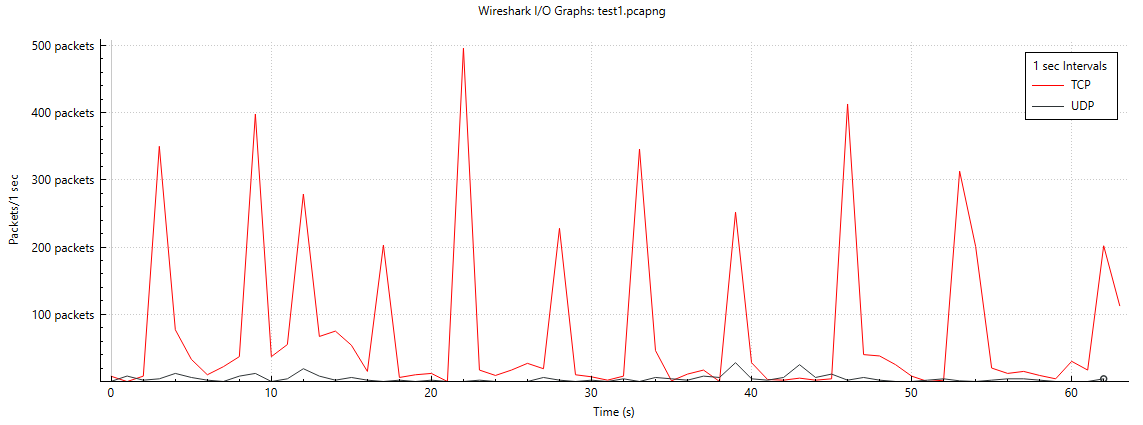 Wireshark I/O Graphs: test1.pcapng
500 packets
400 packets
300 packets
200 packets
100 packets
Packets/1 sec
1 sec Intervals
TCP
UDP
0 10 20 30 40 50 60
Time (s)